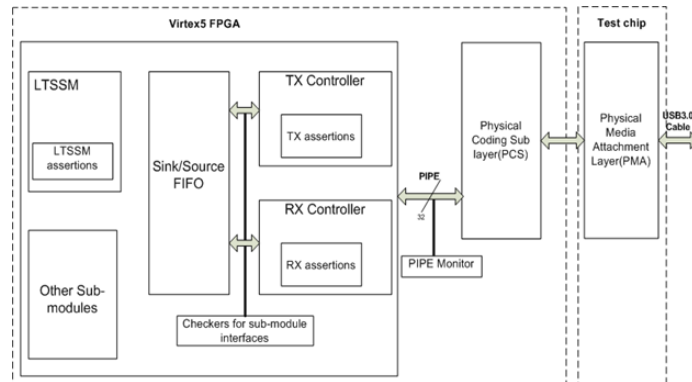 Virtex5 FPGA
Test chip
LTSSM
LTSSM
assertions
Other Sub-
modules
Sink/Source
FIFO
TX Controller
TX assertions
RX Controller
RX assertions
Checkers for sub-module
interfaces
PIPE
32
PIPE Monitor
Physical
Coding Sub
layer(PCS)
Physical
Media
Attachment
Layer(PMA)
USB3.0
Cable